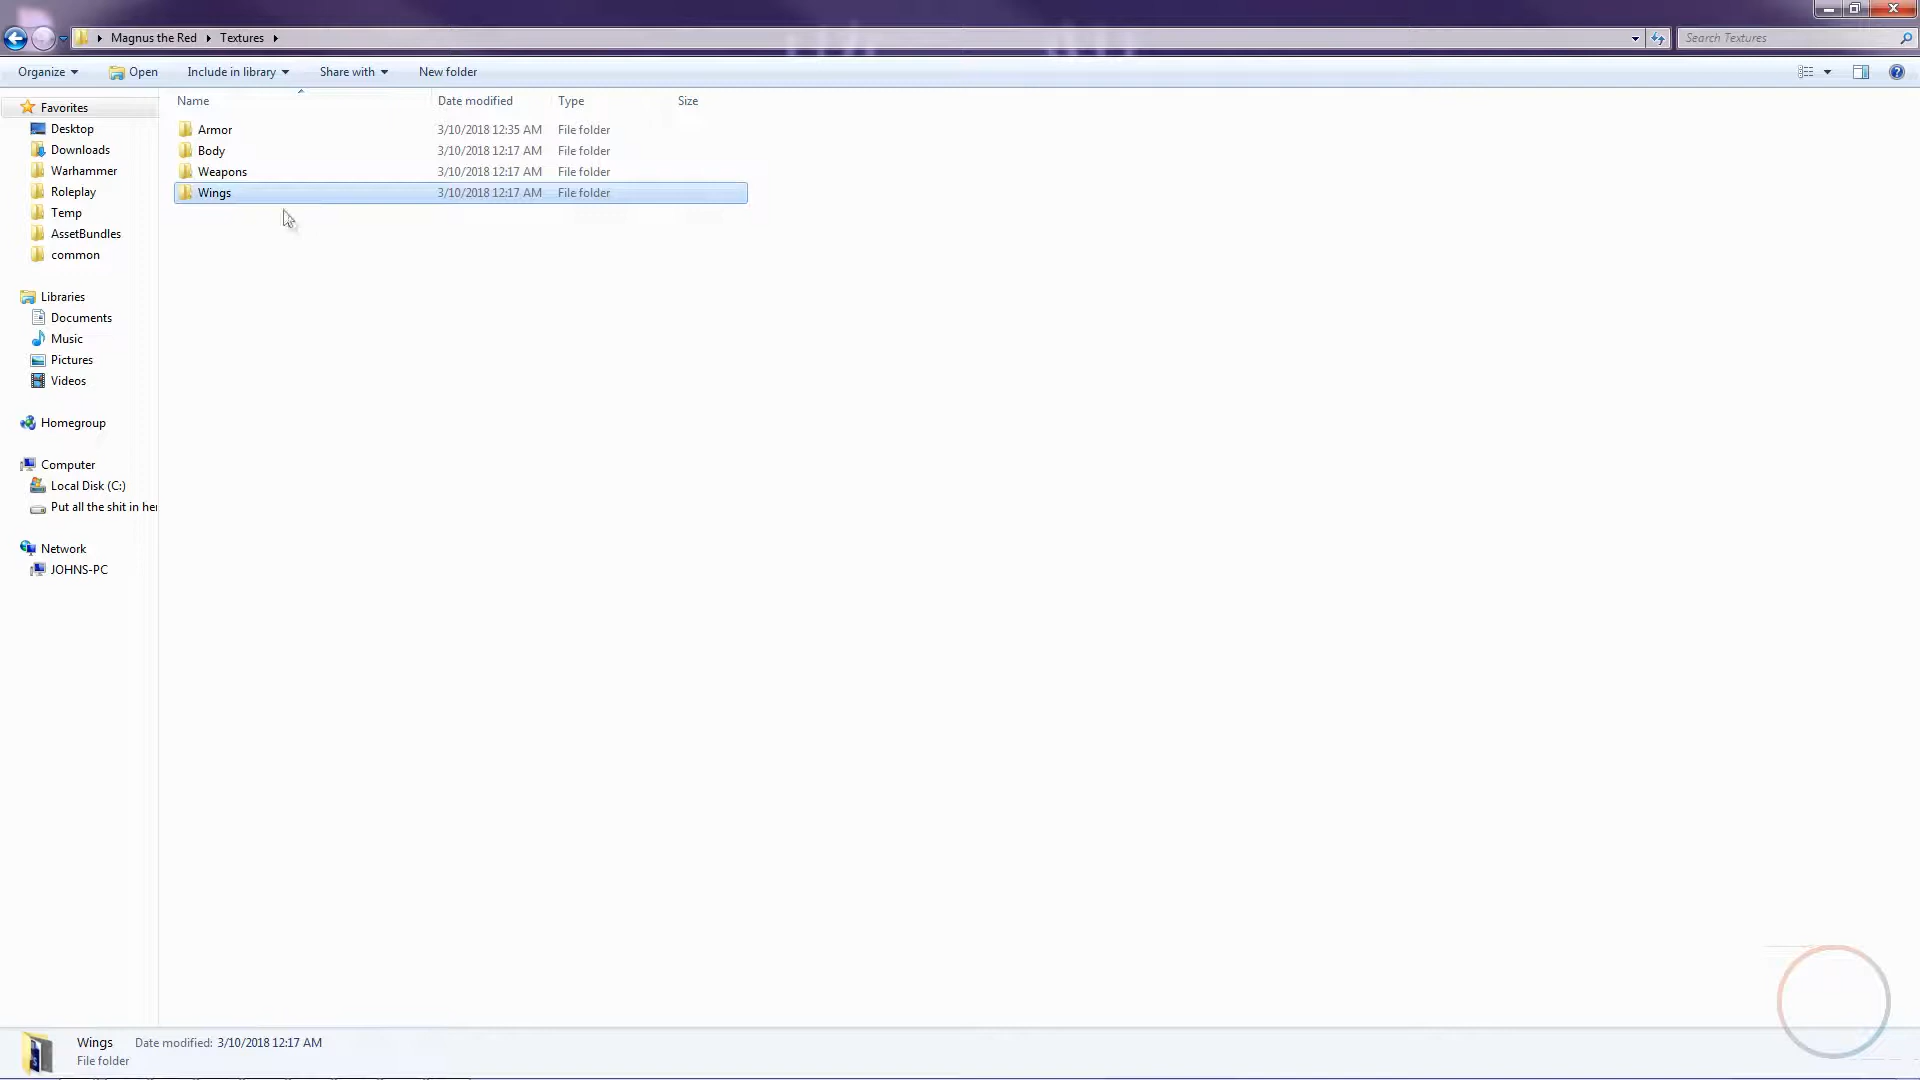 Magnus the Red Textures
Search Textures
Organize Open Include in library Share with New folder
Name Date modified Type Size
Favorites
Desktop
Downloads
Warhammer
Roleplay
Temp
AssetBundles
common
Libraries
Documents
Music
Pictures
Videos
Homegroup
Computer
Local Disk (C:)
Put all the shit in her
Network
JOHNS-PC
Armor 3/10/2018 12:35 AM File folder
Body 3/10/2018 12:17 AM File folder
Weapons 3/10/2018 12:17 AM File folder
Wings 3/10/2018 12:17 AM File folder
Wings Date modified: 3/10/2018 12:17 AM
File folder